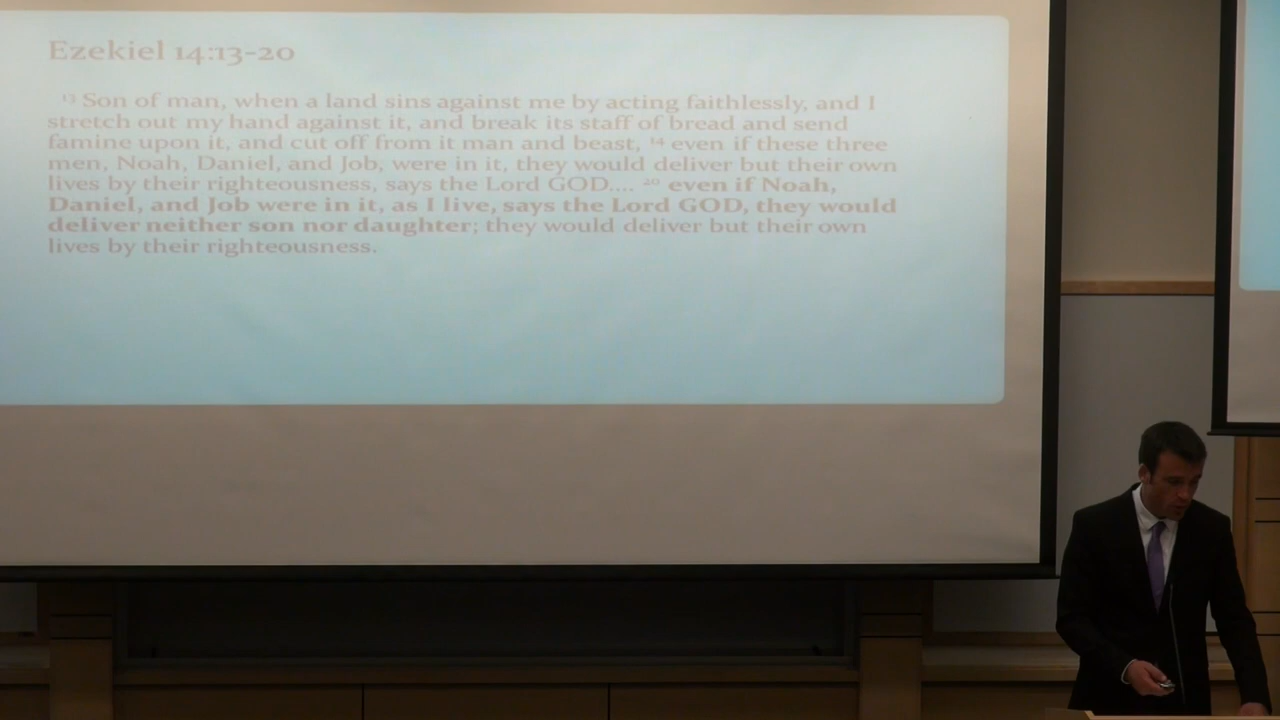 Ezekiel 14:13-20
13 Son of man, when a land sins against me by acting faithlessly, and I
stretch out my hand against it, and break its staff of bread and send
famine upon it, and cut off from it man and beast, 14 even if these three
men, Noah, Daniel, and Job, were in it, they would deliver but their own
lives by their righteousness, says the Lord GOD.... 20 even if Noah,
Daniel, and Job were in it, as I live, says the Lord GOD, they would
deliver neither son nor daughter; they would deliver but their own
lives by their righteousness.